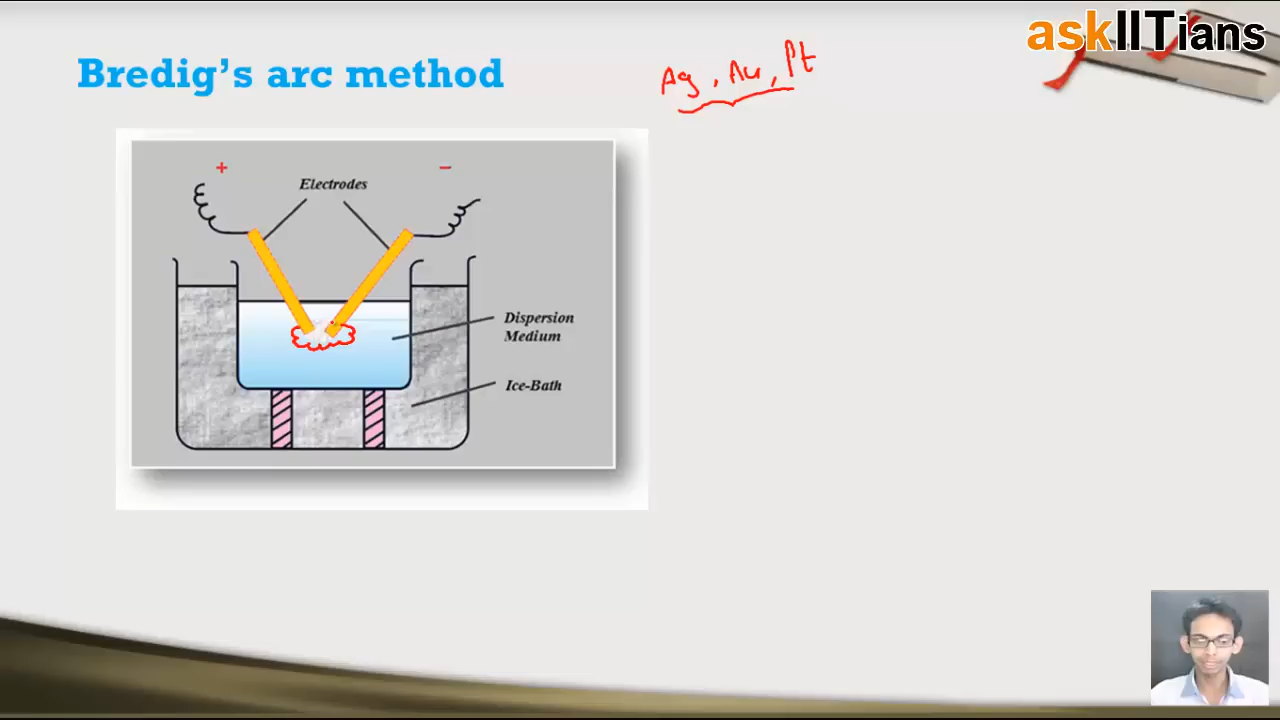 askIITians
Bredig's arc method
Ag, Au, Pt
+ −
Electrodes
Dispersion
Medium
Ice-Bath